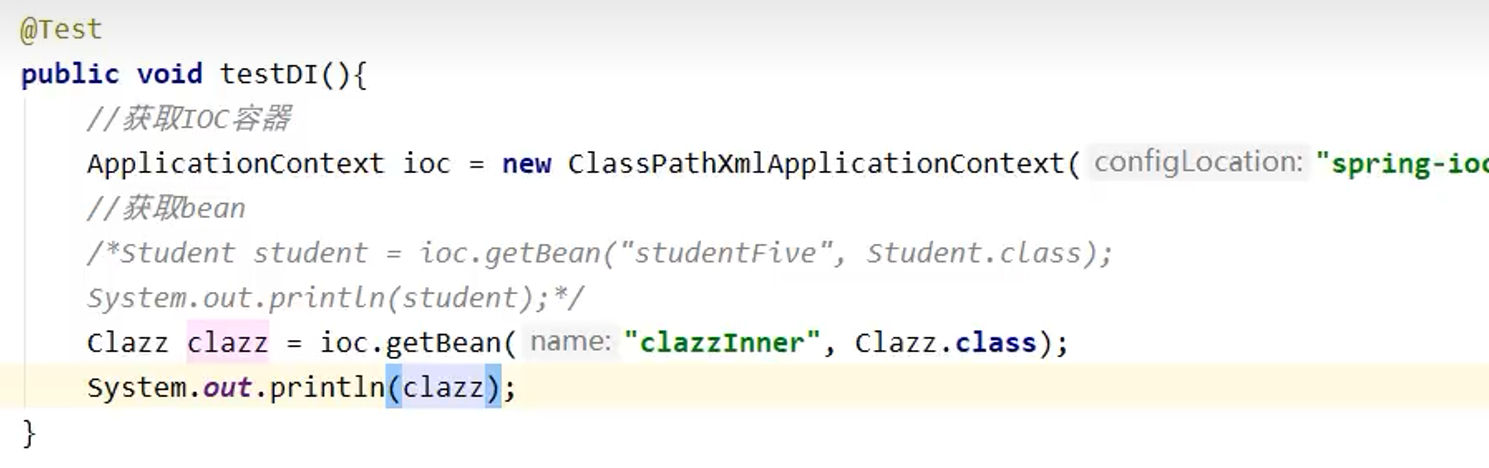 @Test
public void testDI(){
//获取IOC容器
ApplicationContext ioc = new ClassPathXmlApplicationContext( configLocation: "spring-ioc
//获取bean
/*Student student = ioc.getBean("studentFive", Student.class);
System.out.println(student);*/
Clazz clazz = ioc.getBean( name: "clazzInner", Clazz.class);
System.out.println(clazz);
}